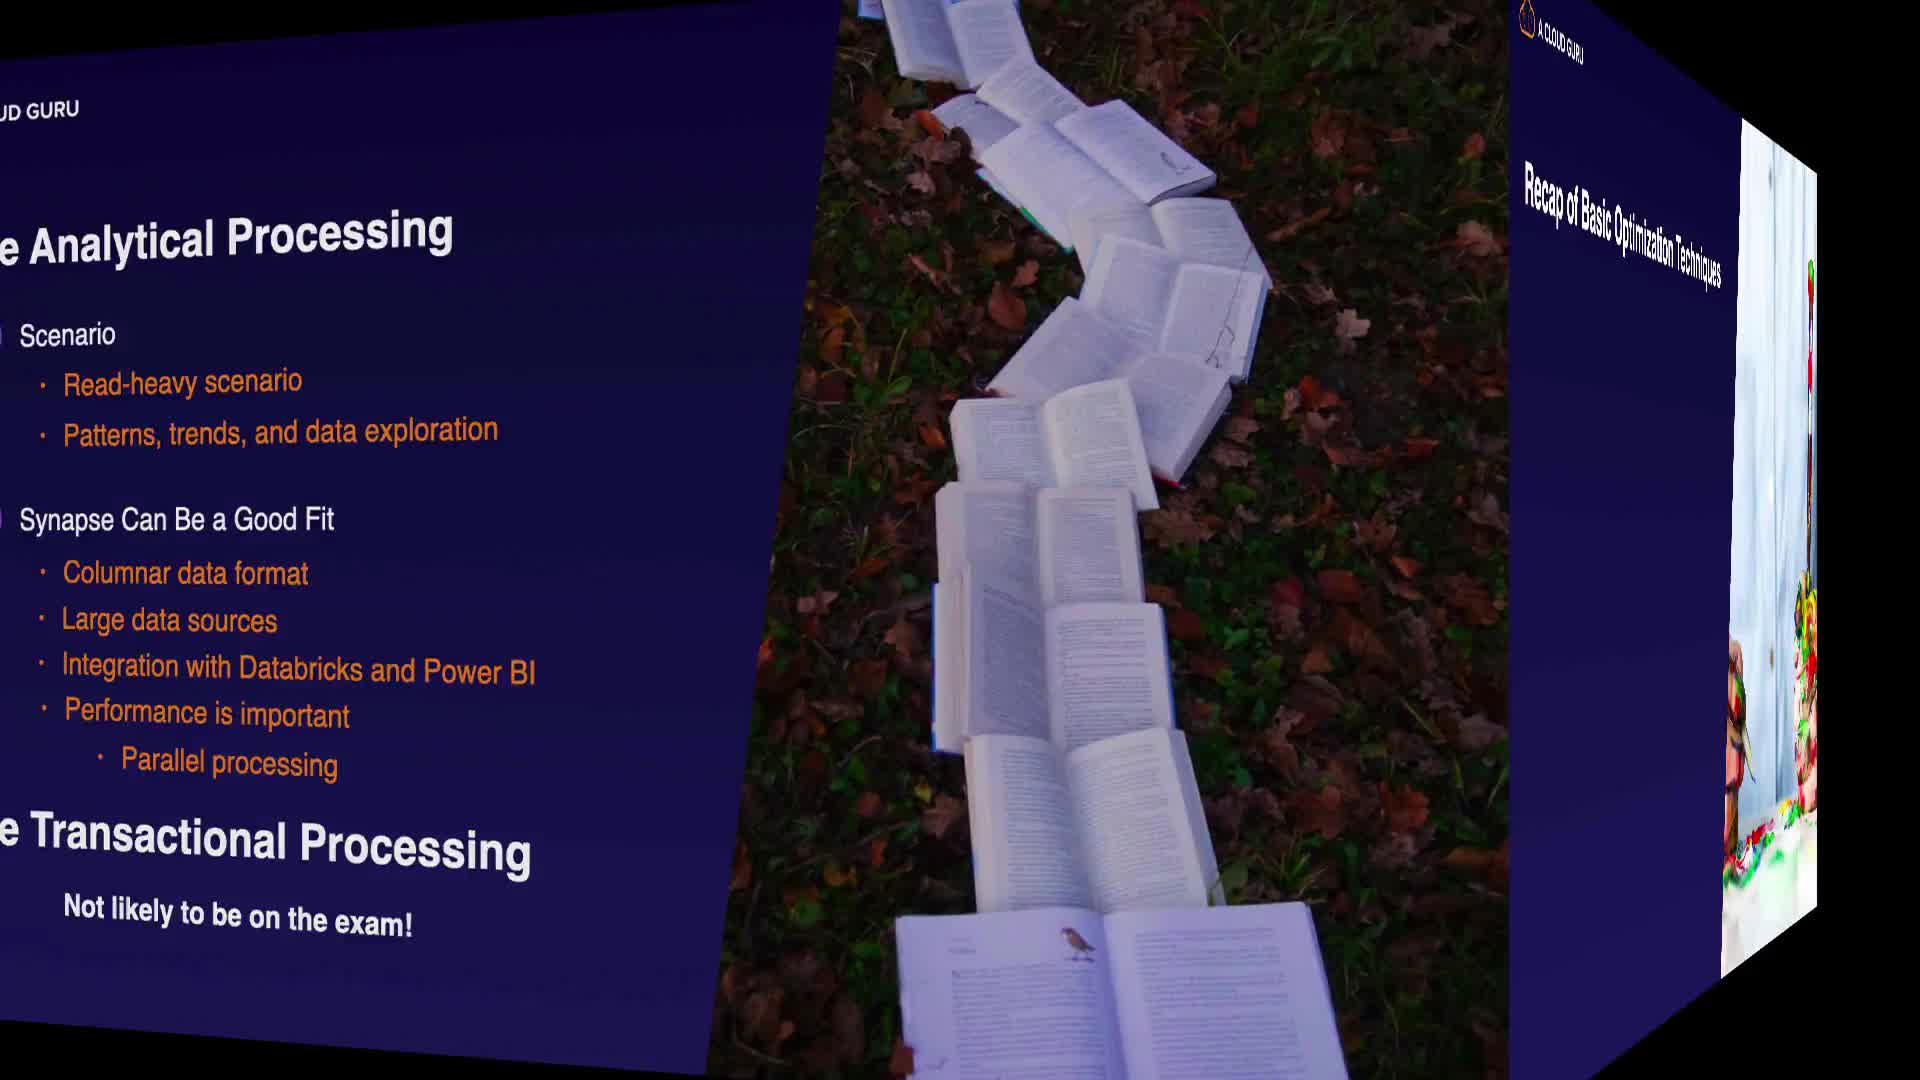 UD GURU
e Analytical Processing
Scenario
• Read-heavy scenario
• Patterns, trends, and data exploration
Synapse Can Be a Good Fit
• Columnar data format
• Large data sources
• Integration with Databricks and Power BI
• Performance is important
• Parallel processing
e Transactional Processing
Not likely to be on the exam!
A CLOUD GURU
Recap of Basic Optimization Techniques